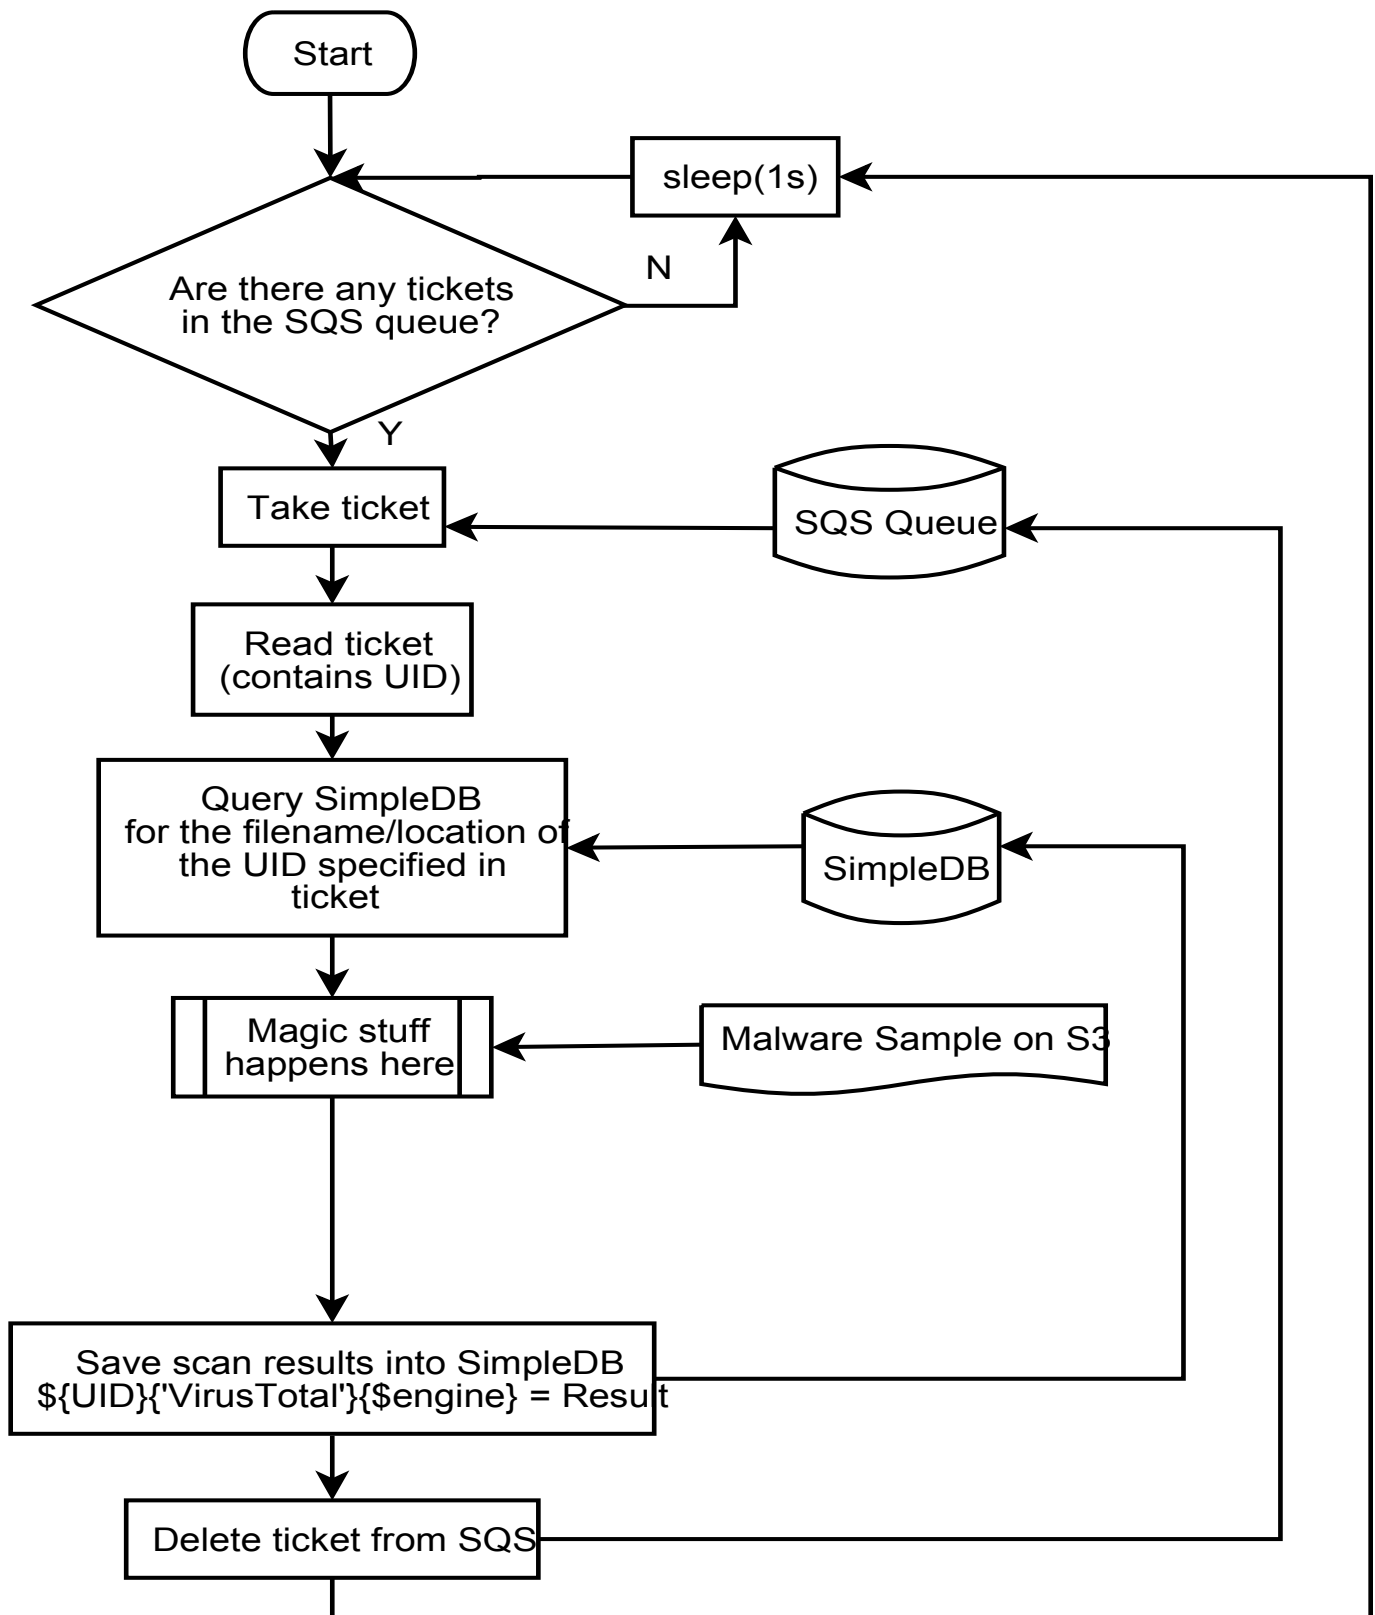 Start
sleep(1s)
N
Are there any tickets
in the SQS queue?
Y
Take ticket
SQS Queue
Read ticket
(contains UID)
Query SimpleDB
for the filename/location of
the UID specified in
ticket
SimpleDB
Magic stuff
happens here
Malware Sample on S3
Save scan results into SimpleDB
${UID}{'VirusTotal'}{$engine} = Result
Delete ticket from SQS